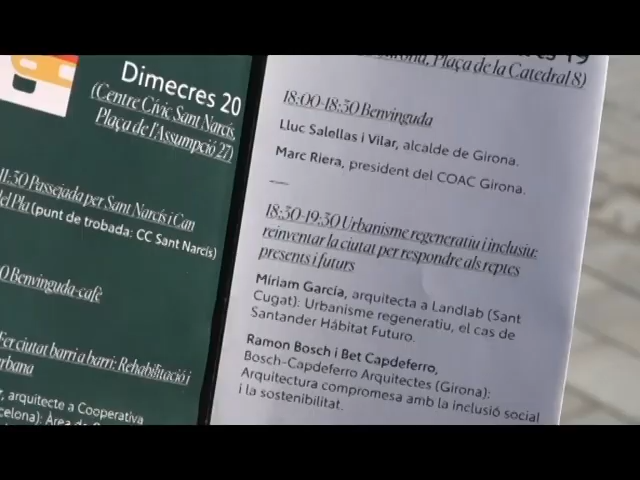 Dimecres 20
(Centre Cívic Sant Narcís,
Plaça de l'Assumpció 27)
11:30 Passejada per Sant Narcís i Can
(punt de trobada: CC Sant Narcís)
Benvinguda-cafè
ciutat barri a barri: Rehabilitació i
arquitecte a Cooperativa
19
Plaça de la Catedral 8)
18:00-18:30 Benvinguda
Lluc Salellas i Vilar, alcalde de Girona.
Marc Riera, president del COAC Girona.
—
18:30-19:30 Urbanisme regeneratiu i inclusiu:
reinventar la ciutat per respondre als reptes
presents i futurs
Míriam García, arquitecta a Landlab (Sant
Cugat): Urbanisme regeneratiu, el cas de
Santander Hábitat Futuro.
Ramon Bosch i Bet Capdeferro,
Bosch-Capdeferro Arquitectes (Girona):
Arquitectura compromesa amb la inclusió social
i la sostenibilitat.